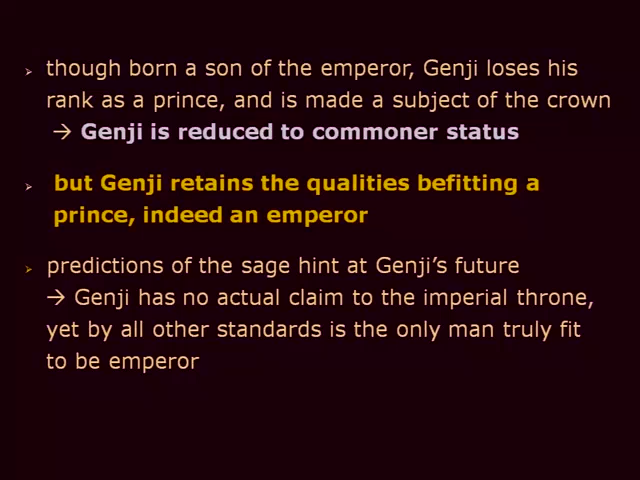 ➢ though born a son of the emperor, Genji loses his
rank as a prince, and is made a subject of the crown
→ Genji is reduced to commoner status
➢ but Genji retains the qualities befitting a
prince, indeed an emperor
➢ predictions of the sage hint at Genji’s future
→ Genji has no actual claim to the imperial throne,
yet by all other standards is the only man truly fit
to be emperor